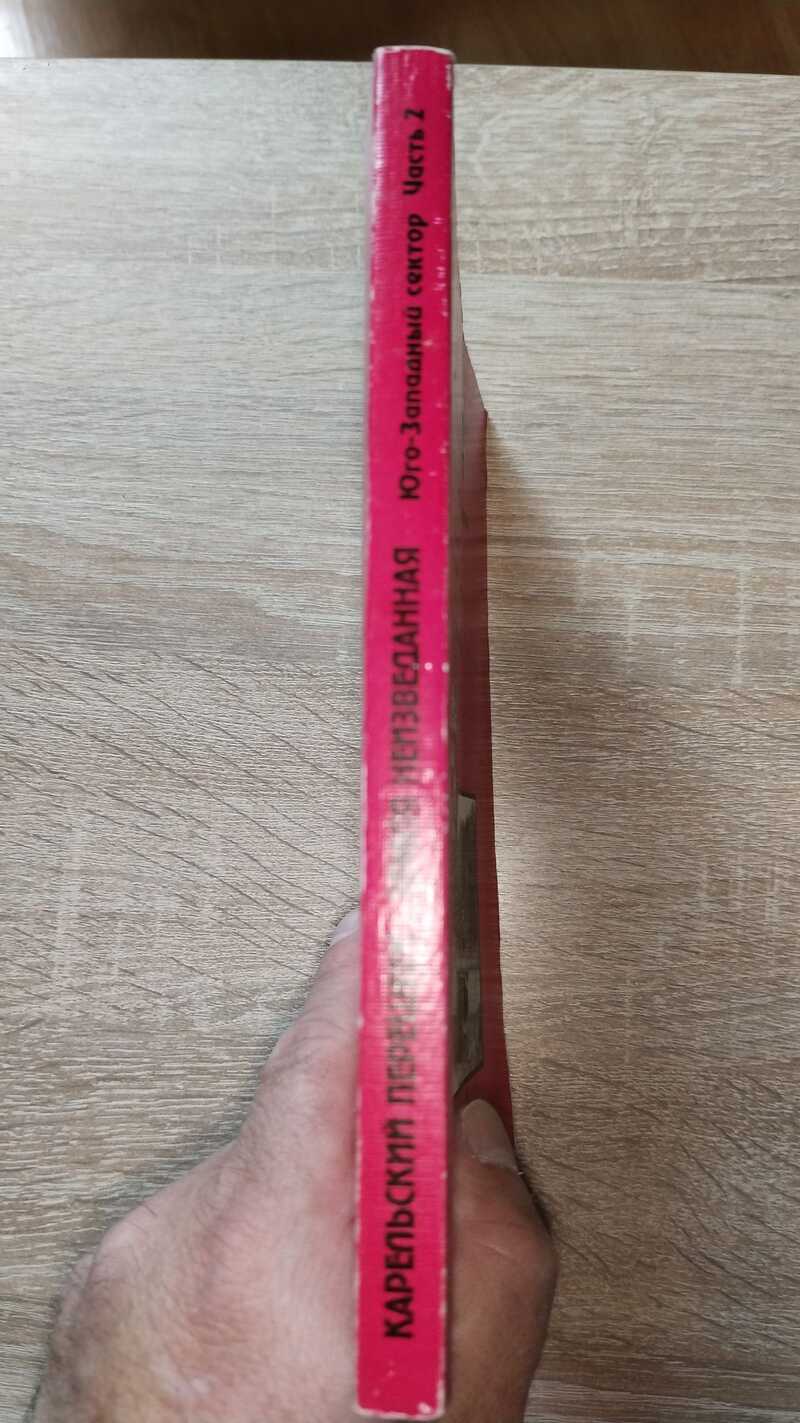 КАРЕЛЬСКИЙ НЕИЗВЕДАННАЯ
Юго-Западный сектор Часть 2